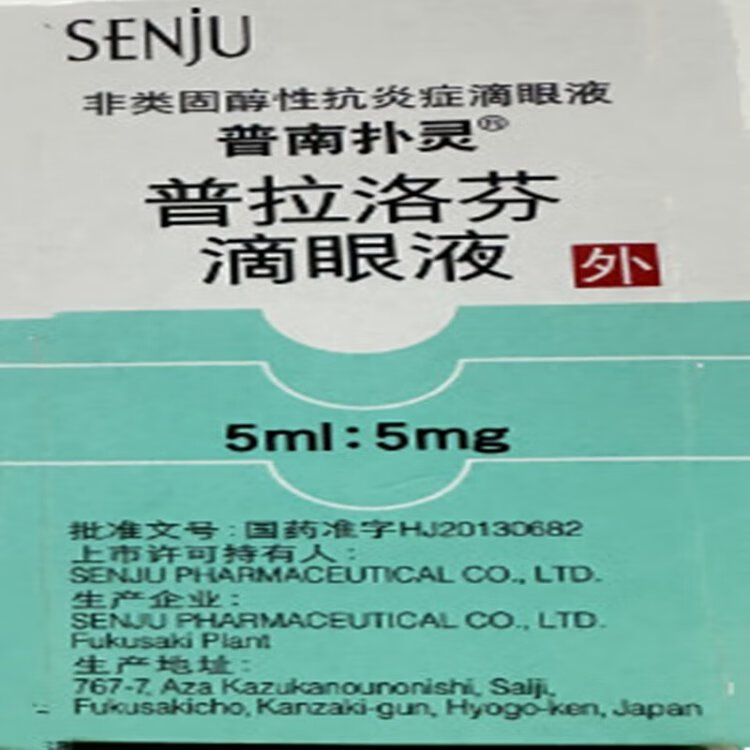 SENJU
非类固醇性抗炎症滴眼液
普南扑灵®
普拉洛芬
滴眼液 外
5ml:5mg
批准文号:国药准字HJ20130682
上市许可持有人:
SENJU PHARMACEUTICAL CO., LTD.
生产企业:
SENJU PHARMACEUTICAL CO., LTD.
Fukusaki Plant
生产地址:
767-7, Aza Kazukanounonishi, Saiji,
Fukusakicho, Kanzaki-gun, Hyogo-ken, Japan